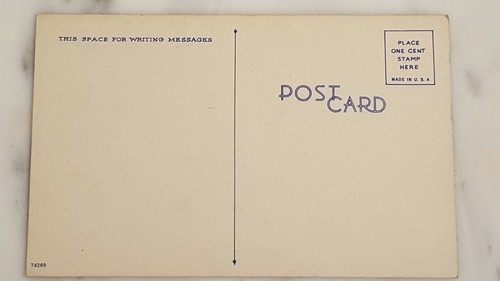 THIS SPACE FOR WRITING MESSAGES
PLACE
ONE CENT
STAMP
HERE
MADE IN U.S.A
POST
CARD
74289